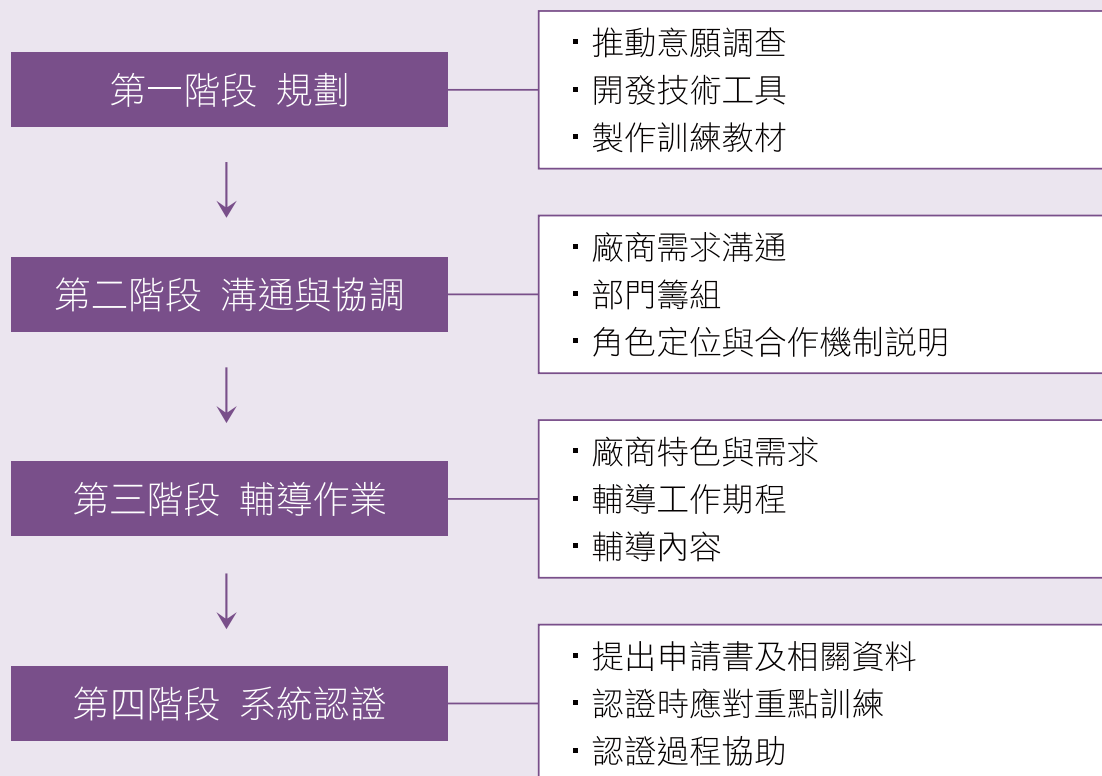 第一階段 規劃
・推動意願調查
・開發技術工具
・製作訓練教材
第二階段 溝通與協調
・廠商需求溝通
・部門籌組
・角色定位與合作機制説明
第三階段 輔導作業
・廠商特色與需求
・輔導工作期程
・輔導內容
第四階段 系統認證
・提出申請書及相關資料
・認證時應對重點訓練
・認證過程協助